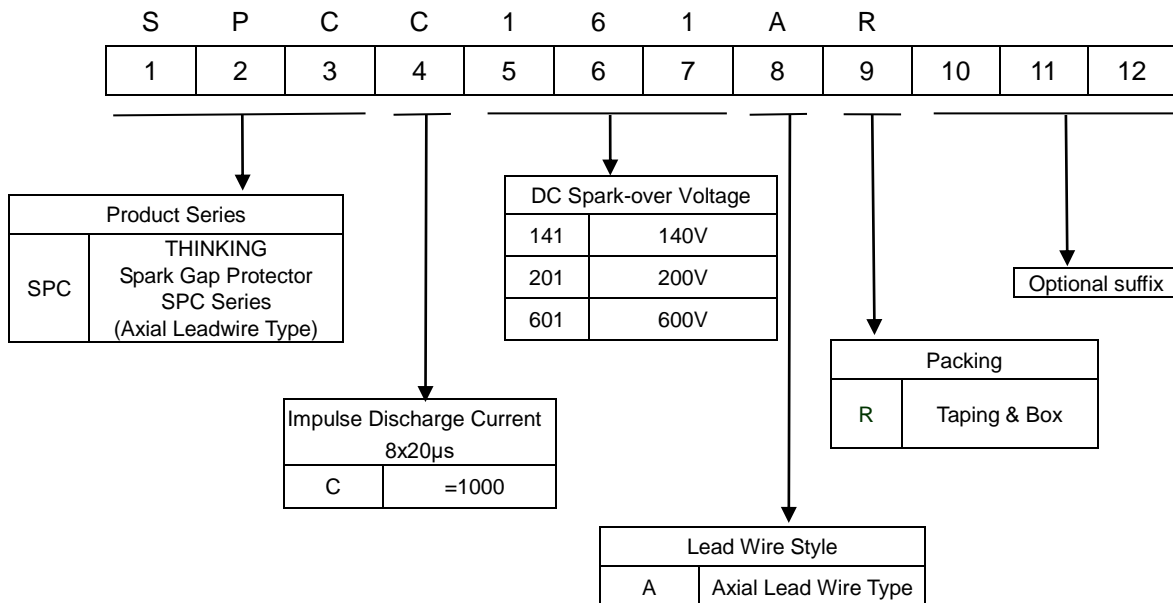 S P C C 1 6 1 A R
1 2 3 4 5 6 7 8 9 10 11 12
Product Series
SPC
THINKING
Spark Gap Protector
SPC Series
(Axial Leadwire Type)
DC Spark-over Voltage
141 140V
201 200V
601 600V
Optional suffix
Packing
R Taping & Box
Impulse Discharge Current
8x20μs
C =1000
Lead Wire Style
A Axial Lead Wire Type